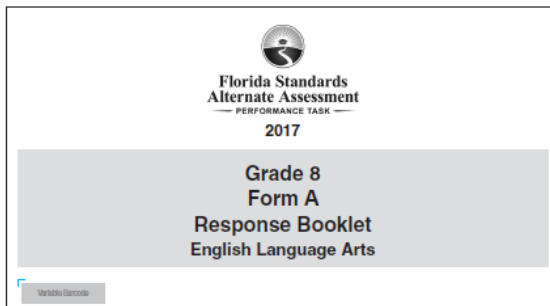 Florida Standards
Alternate Assessment
PERFORMANCE TASK
2017
Grade 8
Form A
Response Booklet
English Language Arts
Variable Barcode